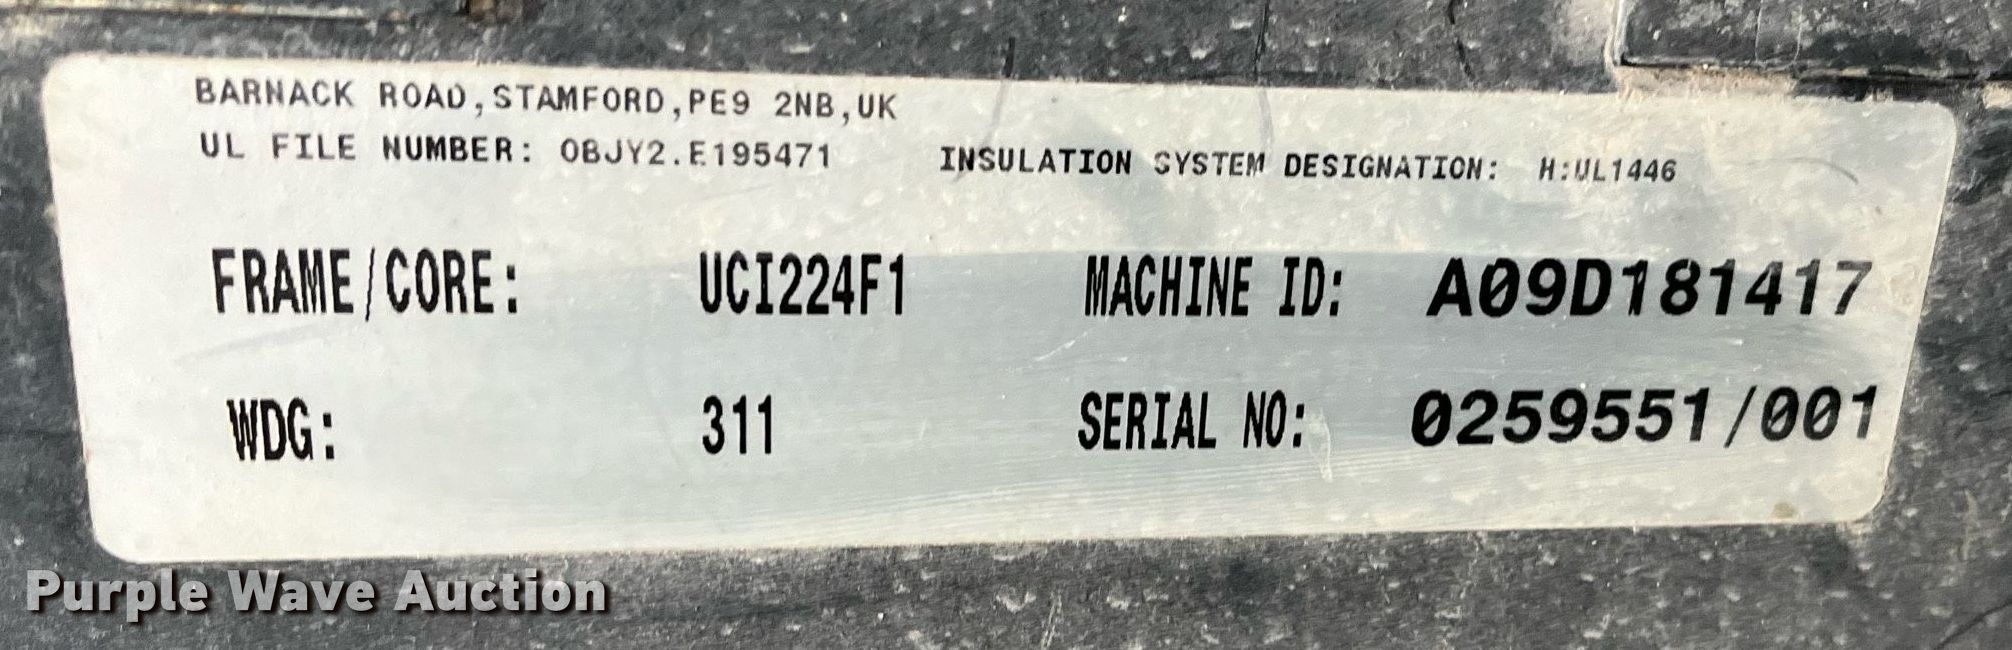 BARNACK ROAD,STAMFORD,PE9 2NB,UK
UL FILE NUMBER: OBJY2.E195471 INSULATION SYSTEM DESIGNATION: H:UL1446
FRAME/CORE: UCI224F1 MACHINE ID: A09D181417
WDG: 311 SERIAL NO: 0259551/001
Purple Wave Auction